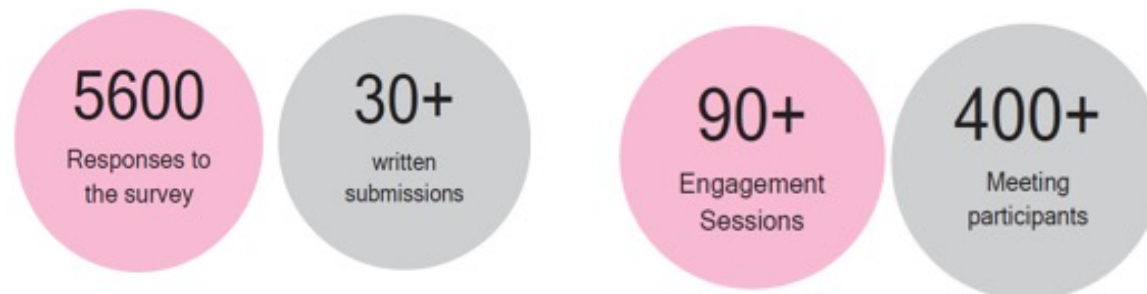 5600
Responses to
the survey
30+
written
submissions
90+
Engagement
Sessions
400+
Meeting
participants